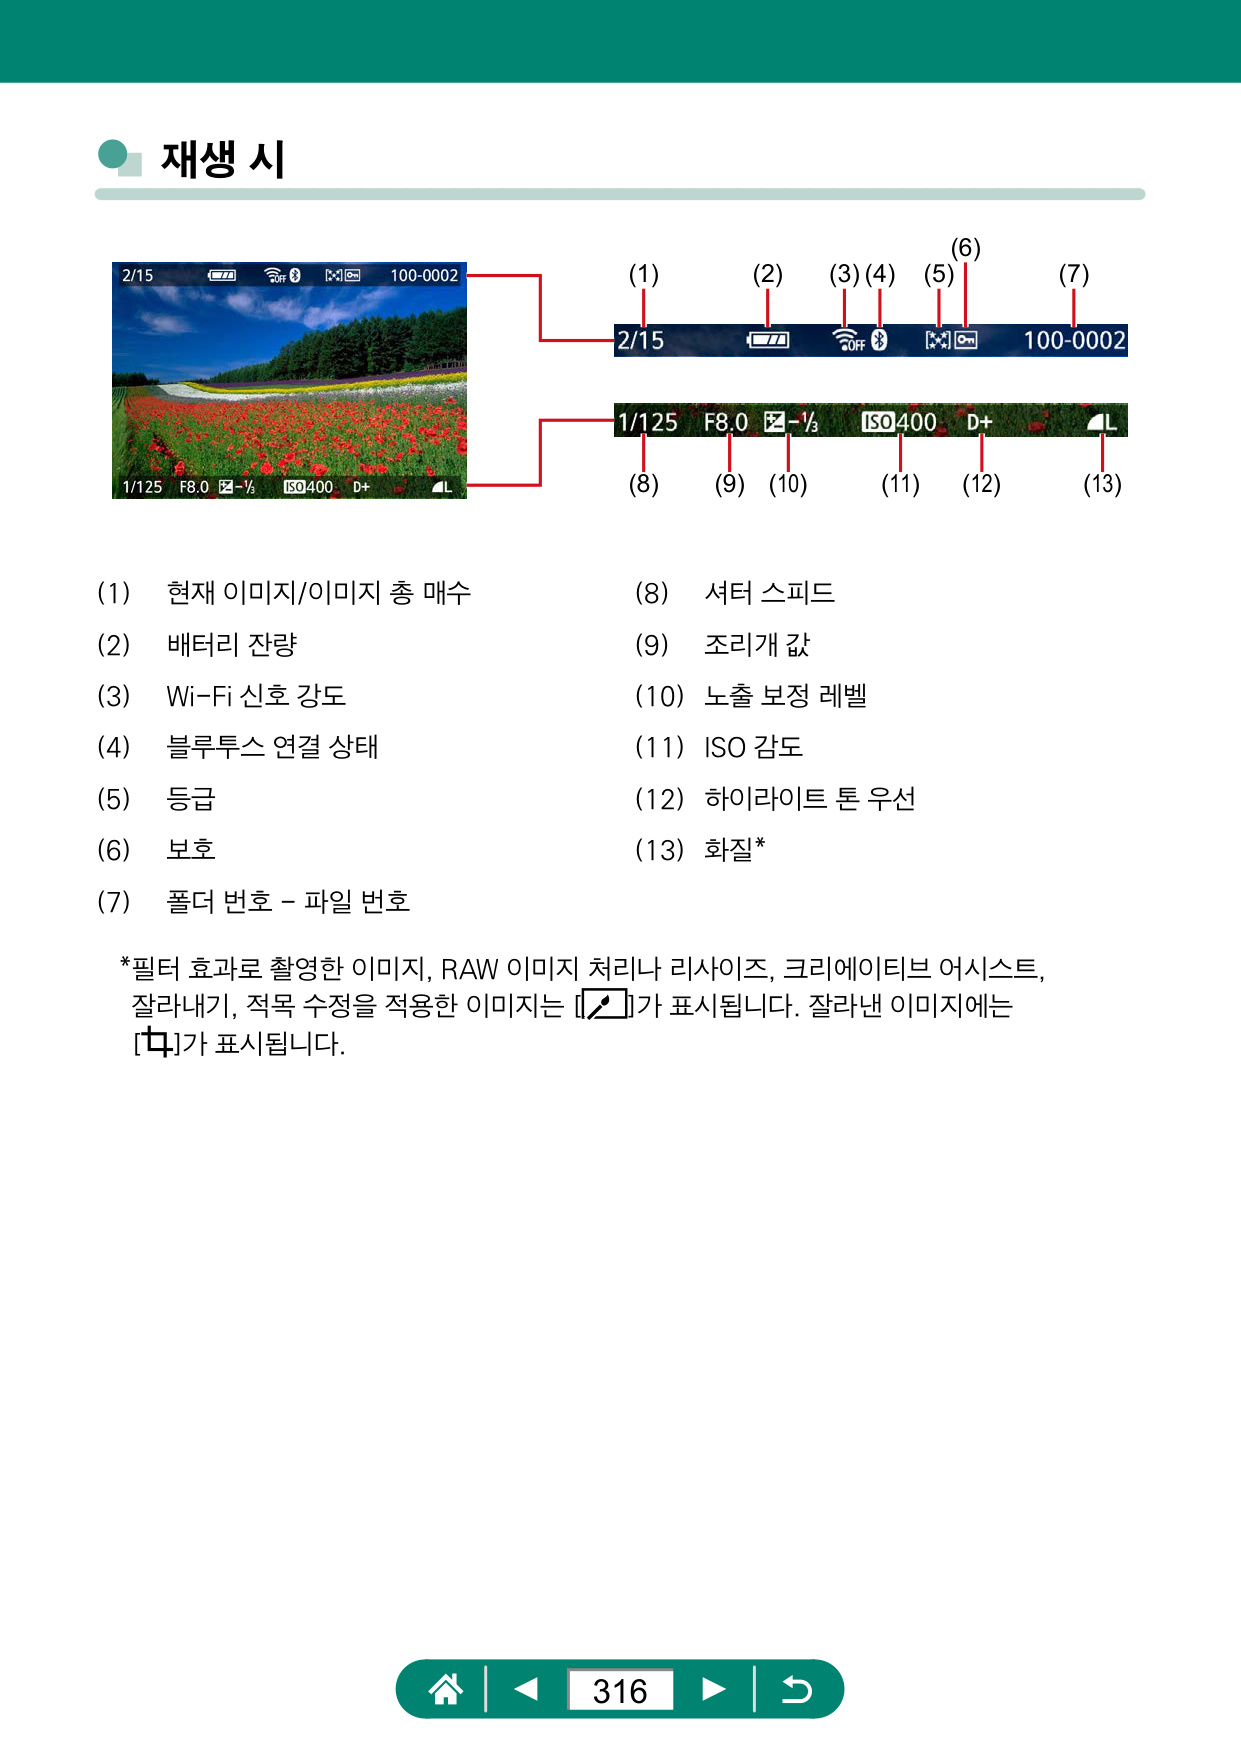 재생 시
2/15 OFF 100-0002
1/125 F8.0 -1/3 ISO 400 D+ L
(6)
(1) (2) (3) (4) (5) (7)
2/15 OFF 100-0002
1/125 F8.0 -1/3 ISO 400 D+ L
(8) (9) (10) (11) (12) (13)
(1) 현재 이미지/이미지 총 매수
(2) 배터리 잔량
(3) Wi-Fi 신호 강도
(4) 블루투스 연결 상태
(5) 등급
(6) 보호
(7) 폴더 번호 - 파일 번호
(8) 셔터 스피드
(9) 조리개 값
(10) 노출 보정 레벨
(11) ISO 감도
(12) 하이라이트 톤 우선
(13) 화질*
*필터 효과로 촬영한 이미지, RAW 이미지 처리나 리사이즈, 크리에이티브 어시스트,
잘라내기, 적목 수정을 적용한 이미지는 []가 표시됩니다. 잘라낸 이미지에는
[]가 표시됩니다.
316